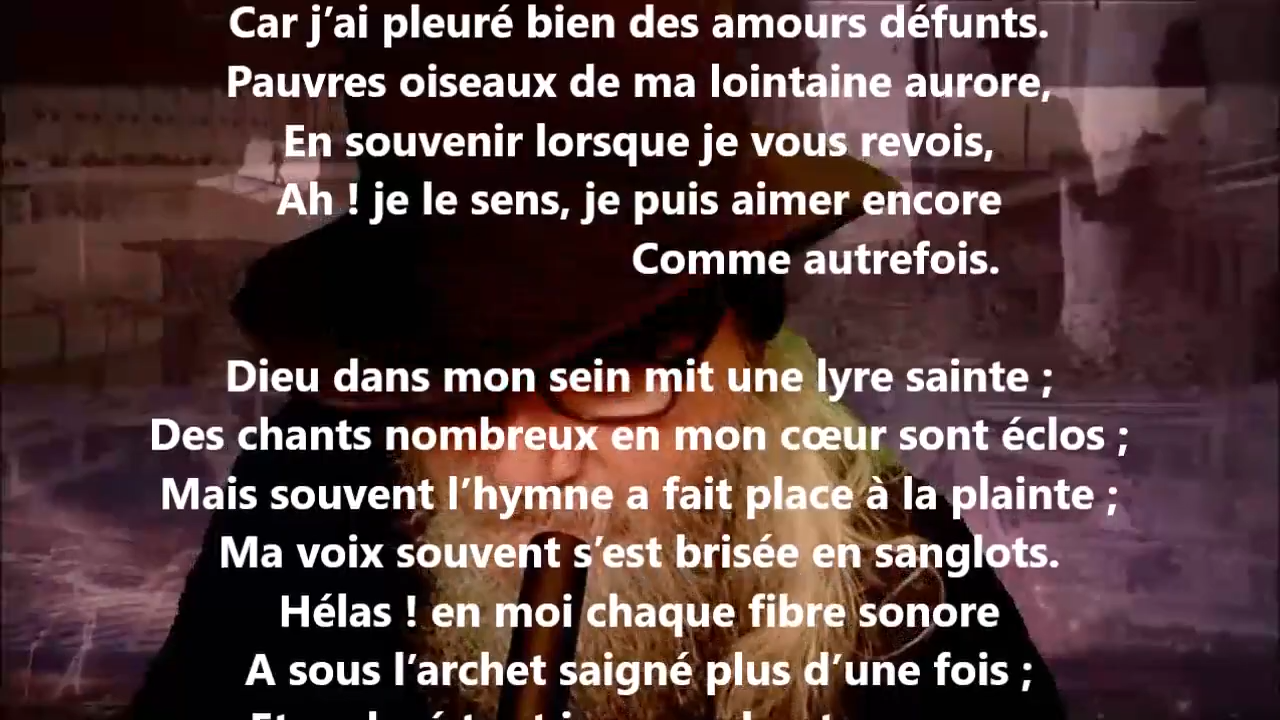 Car j’ai pleuré bien des amours défunts.
Pauvres oiseaux de ma lointaine aurore,
En souvenir lorsque je vous revois,
Ah ! je le sens, je puis aimer encore
Comme autrefois.
Dieu dans mon sein mit une lyre sainte ;
Des chants nombreux en mon cœur sont éclos ;
Mais souvent l’hymne a fait place à la plainte ;
Ma voix souvent s’est brisée en sanglots.
Hélas ! en moi chaque fibre sonore
A sous l’archet saigné plus d’une fois ;